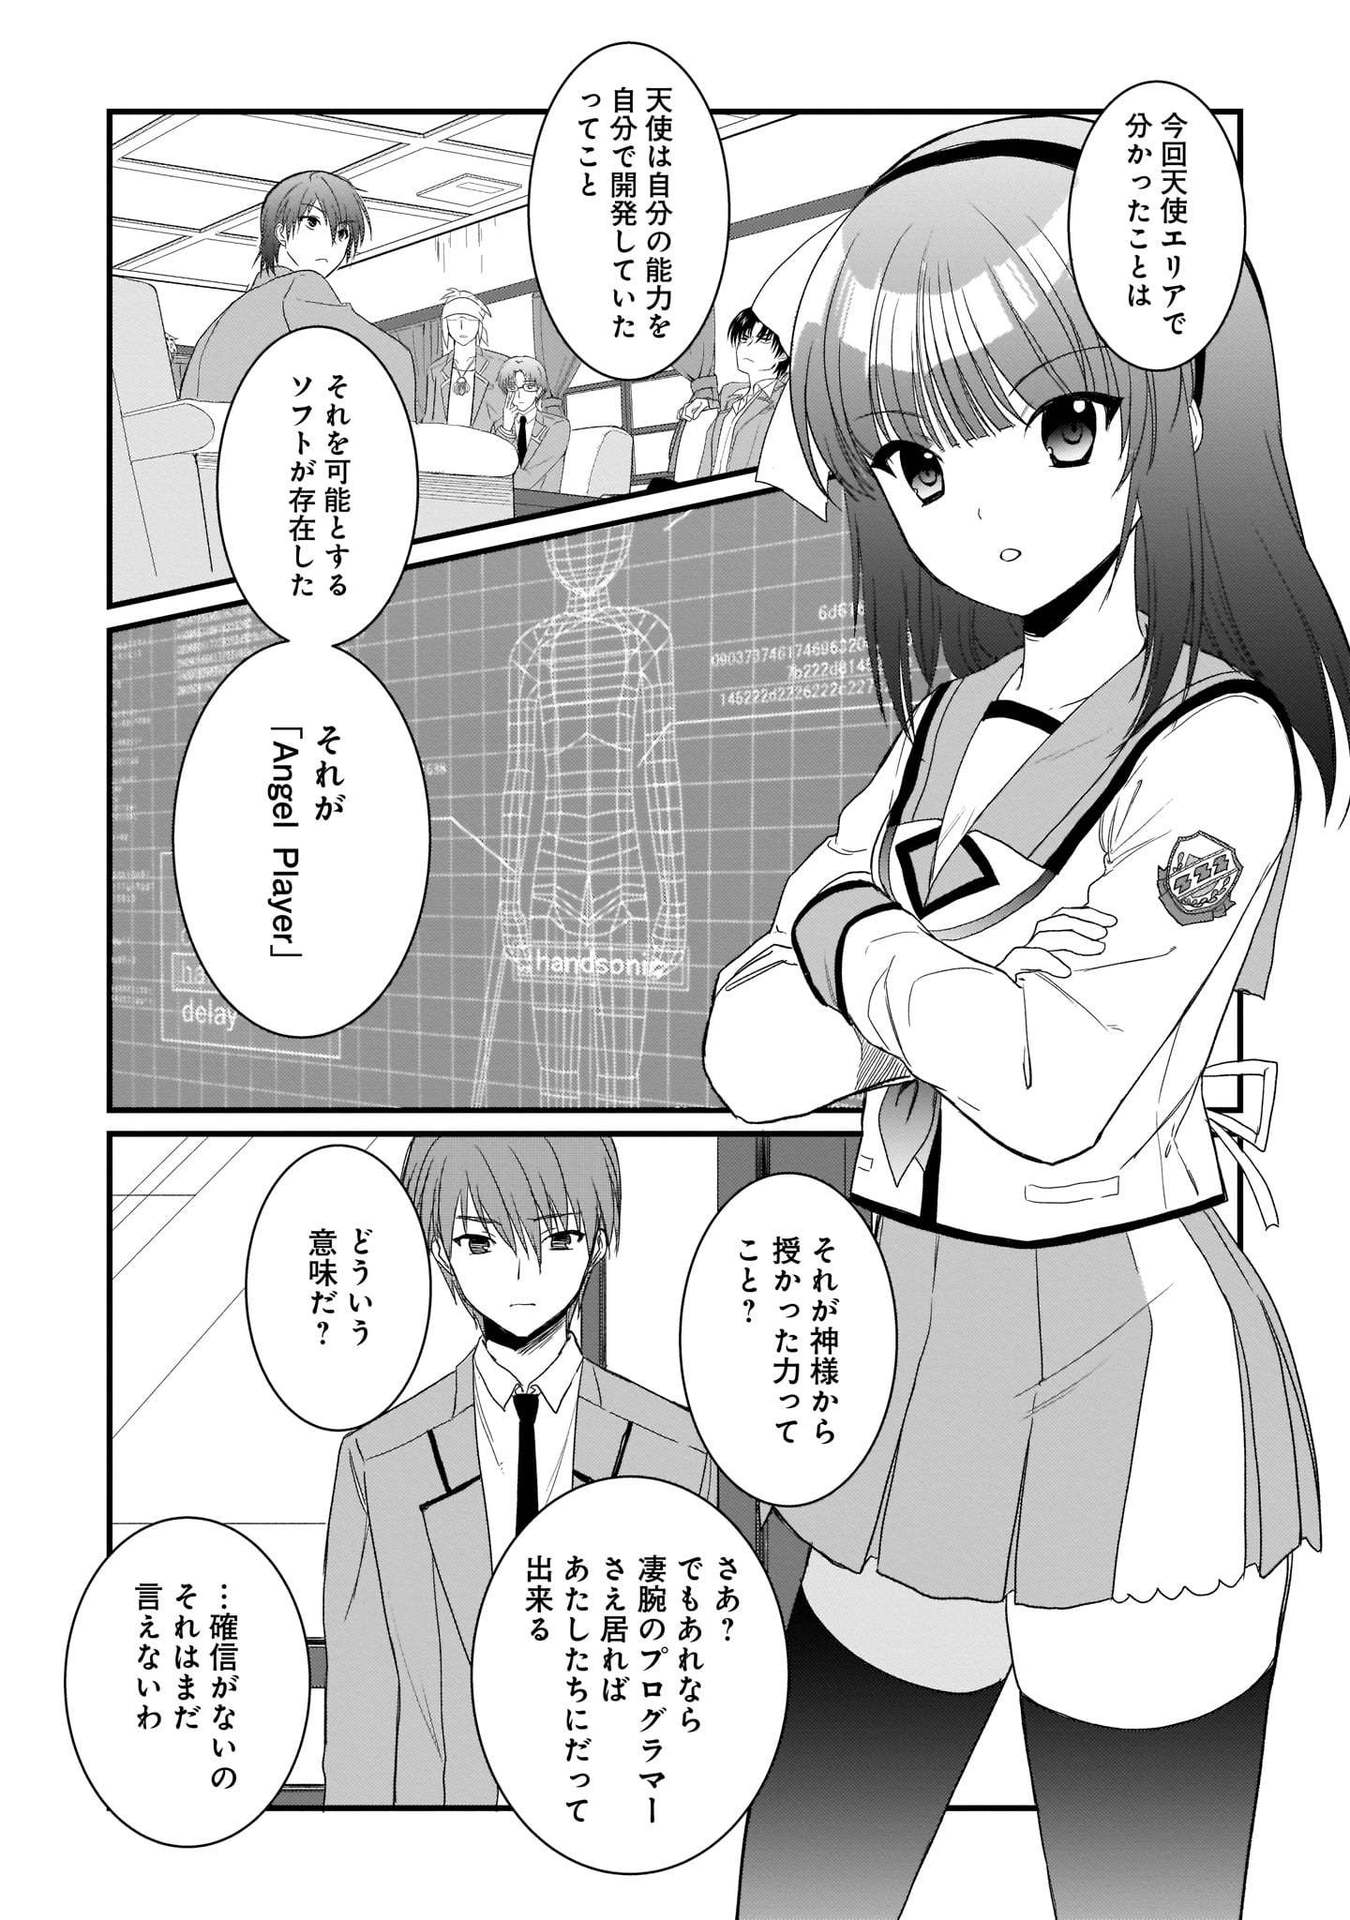 今回天使エリアで
分かったことは
天使は自分の能力を
自分で開発していた
ってこと
それを可能とする
ソフトが存在した
それが
「Angel Player」
6d616
delay
handsonic
それが神様から
授かった力って
こと?
どういう
意味だ?
さあ?
でもあれなら
凄腕のプログラマー
さえ居れば
あたしたちにだって
出来る
…確信がないの
それはまだ
言えないわ